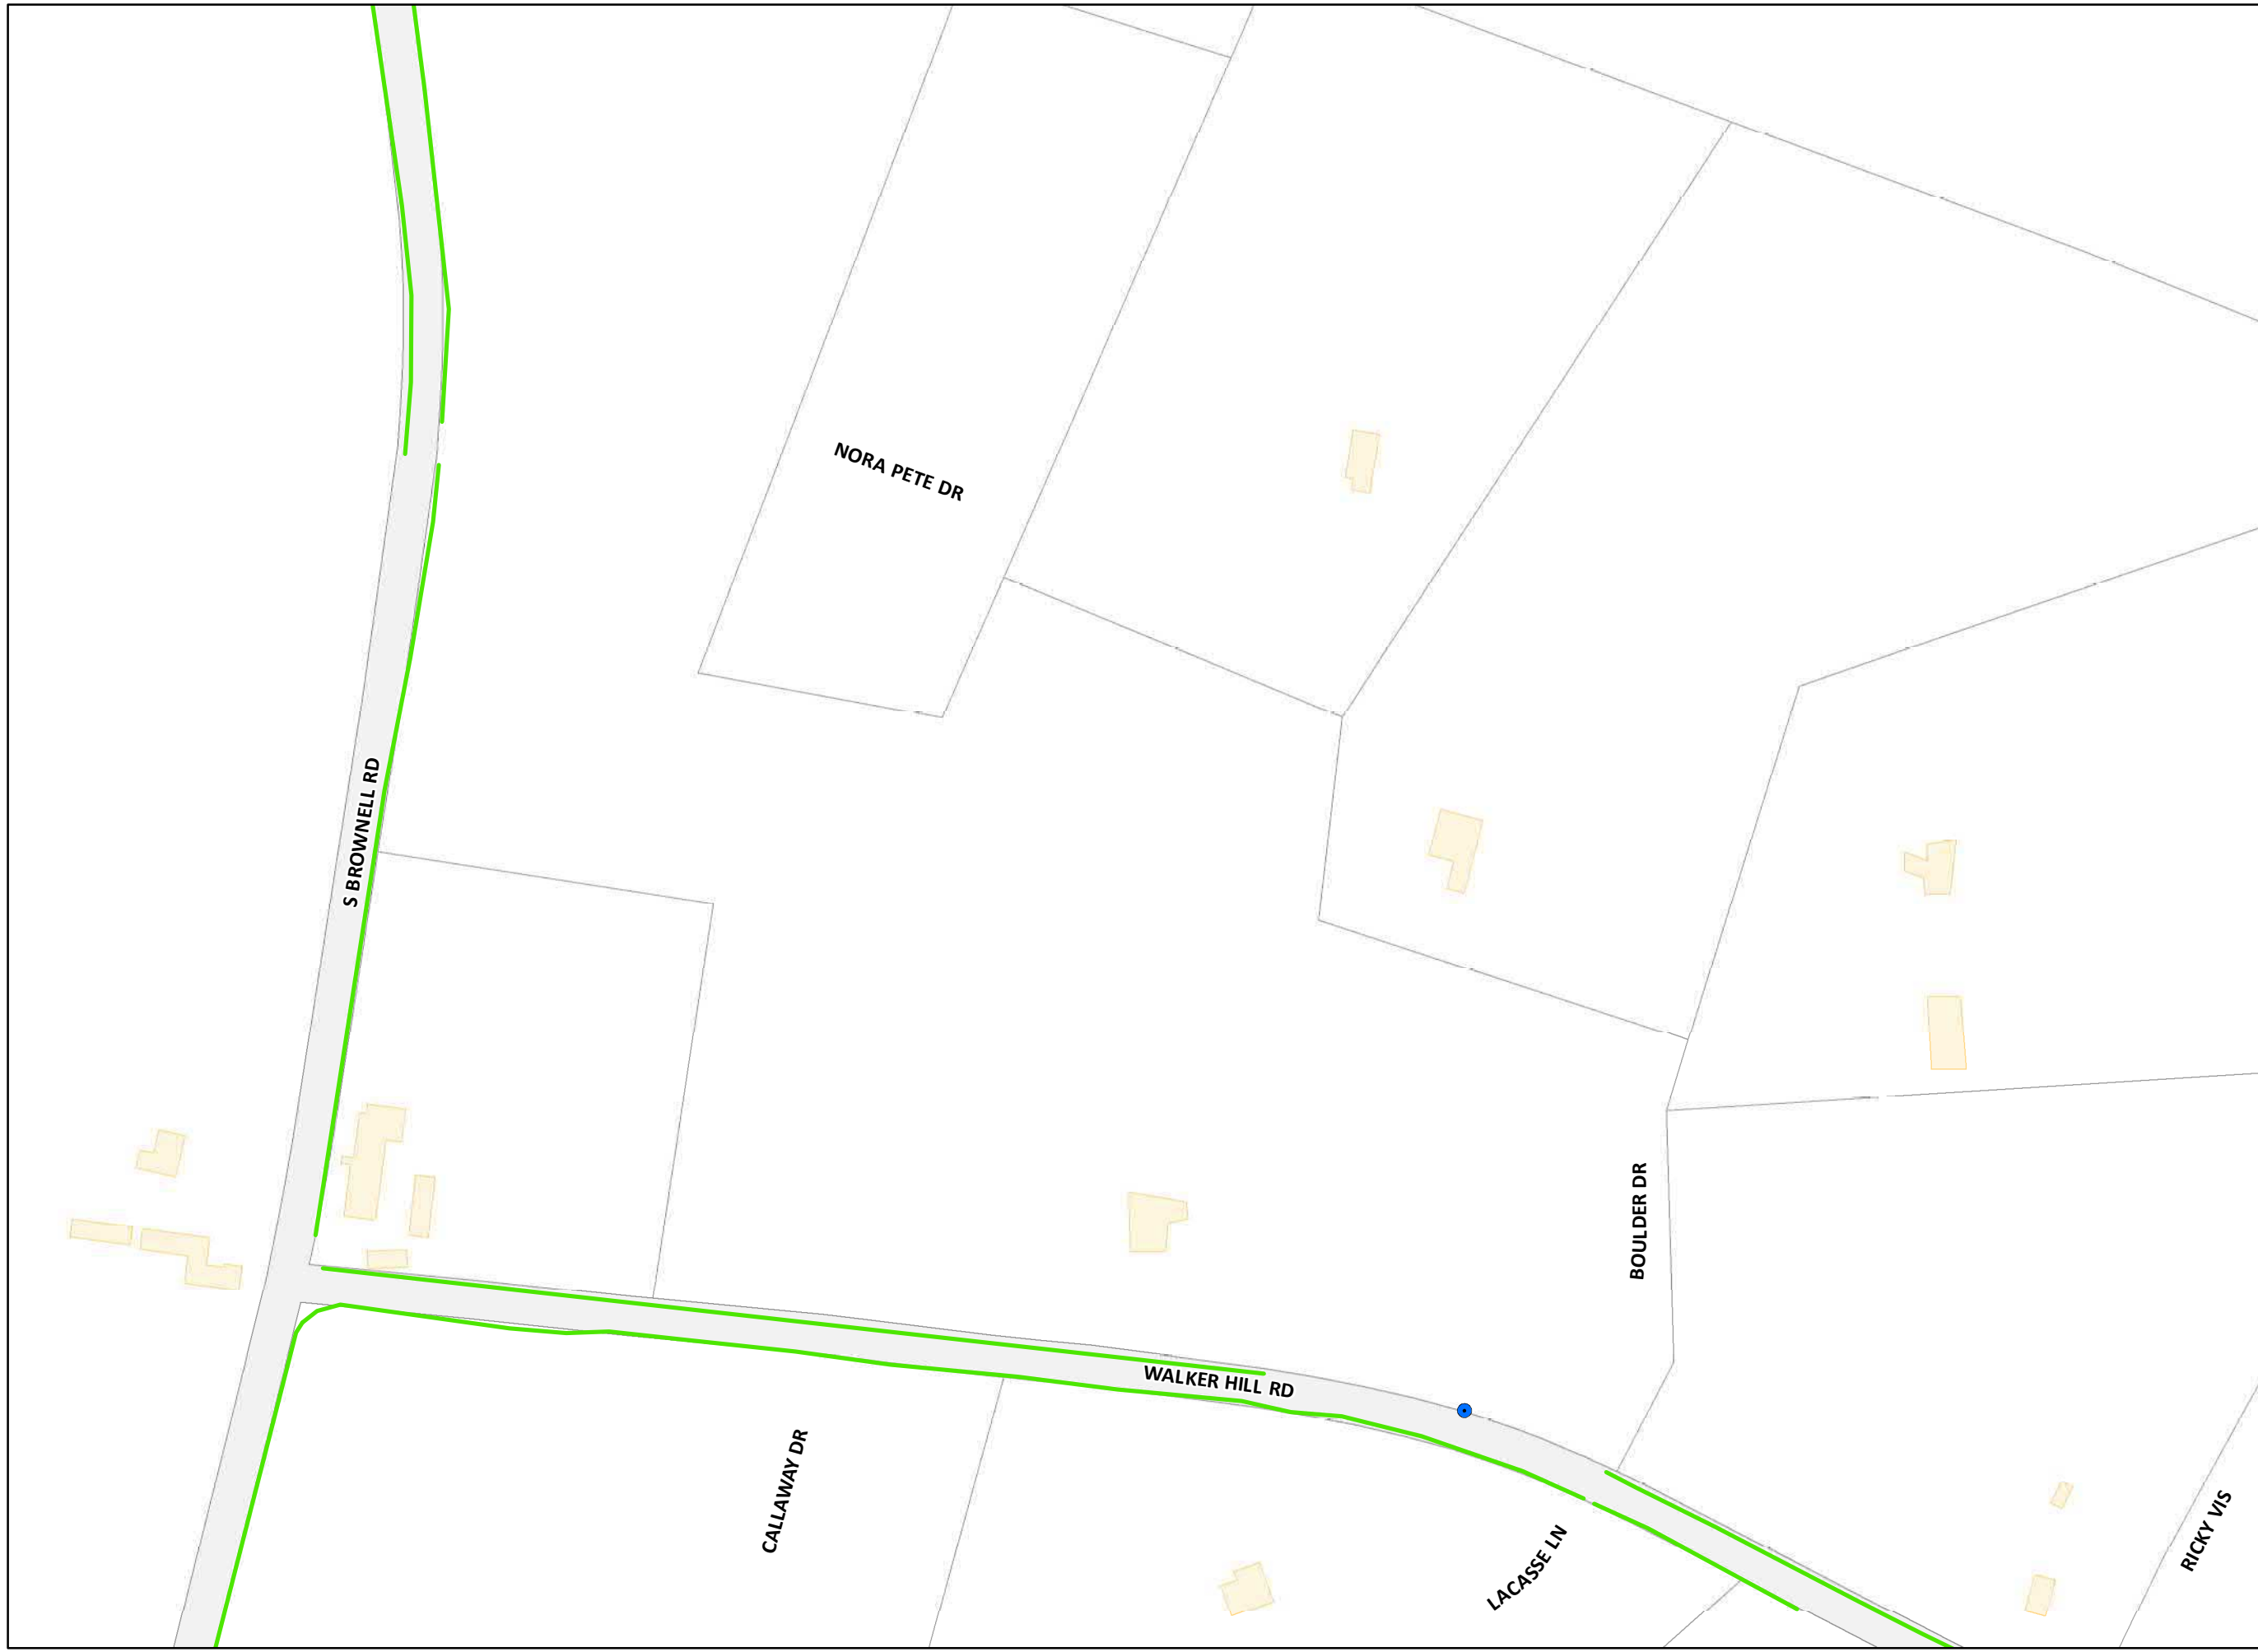 NORA PETE DR
S BROWNELL RD
BOULDER DR
WALKER HILL RD
CALLAWAY DR
LACASSE LN
RICKY VIS